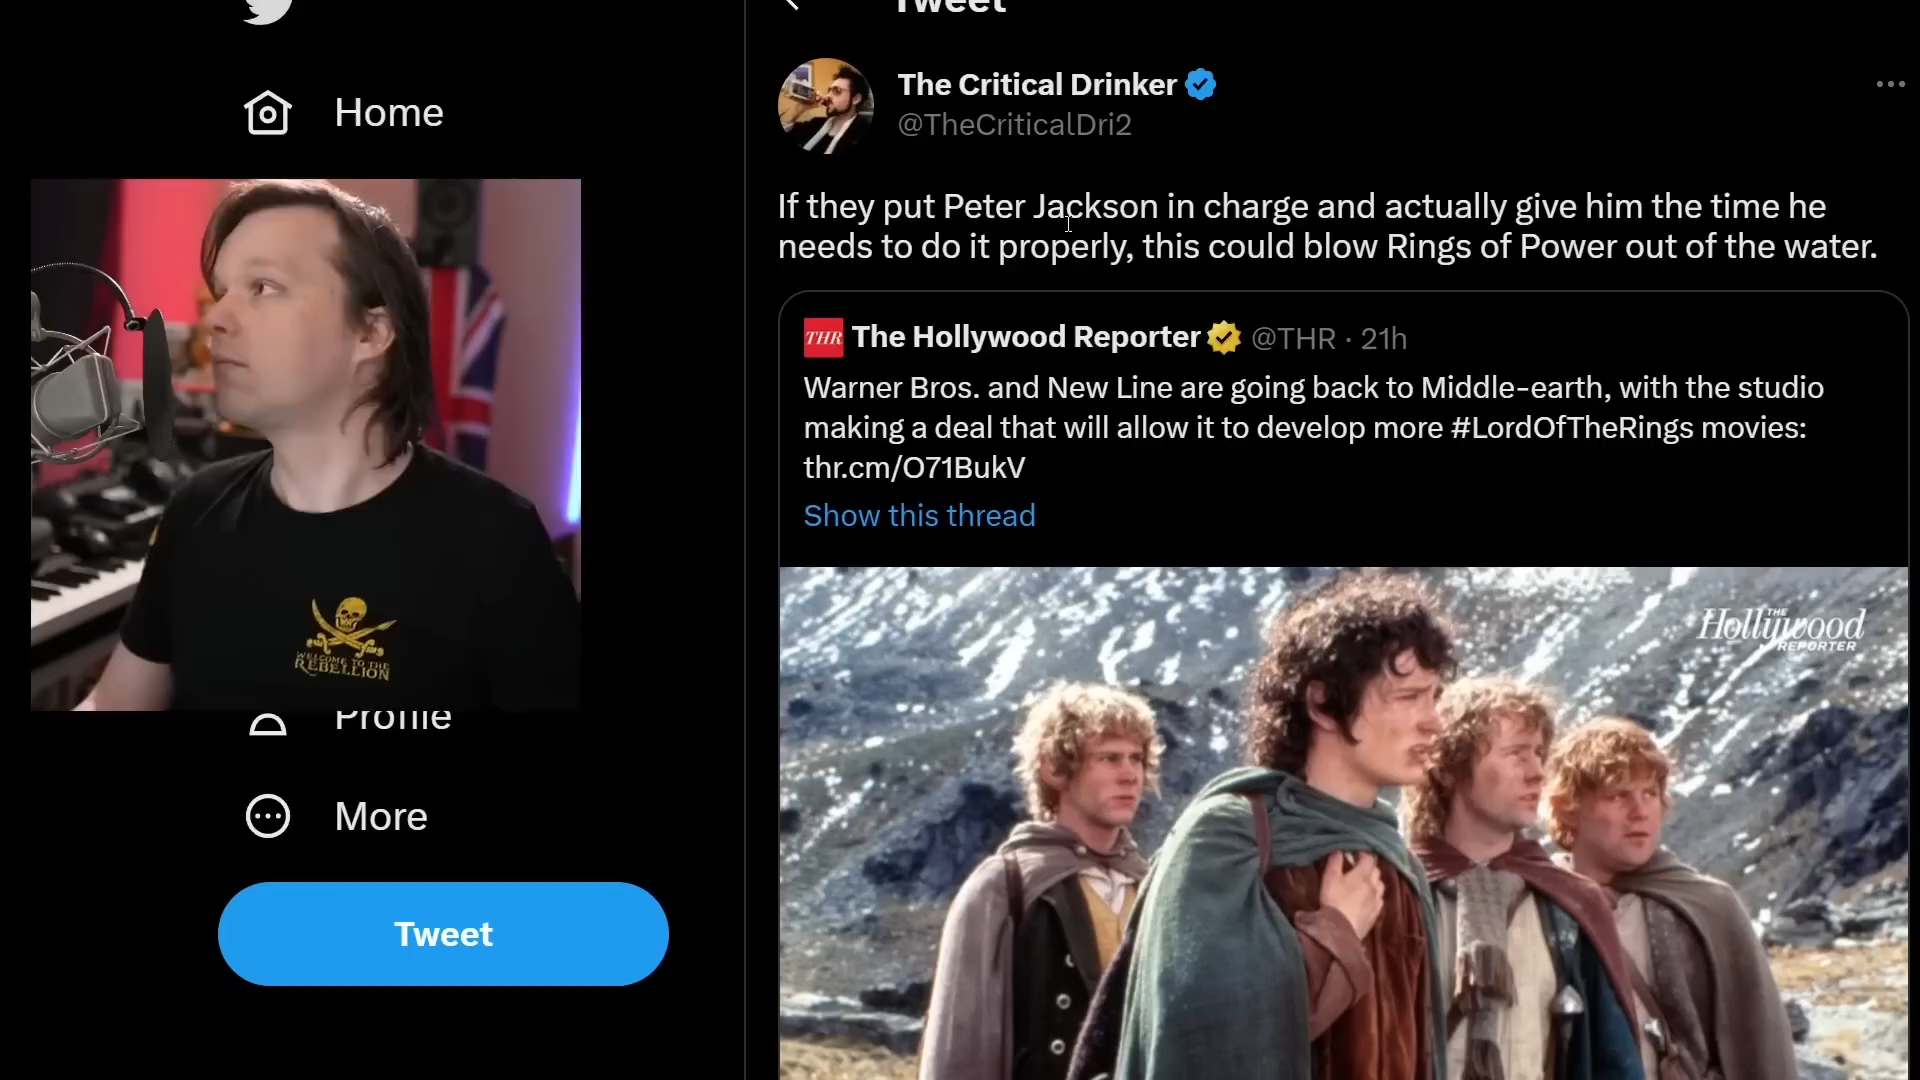 Tweet
Home
The Critical Drinker
@TheCriticalDri2
If they put Peter Jackson in charge and actually give him the time he
needs to do it properly, this could blow Rings of Power out of the water.
THR The Hollywood Reporter @THR · 21h
Warner Bros. and New Line are going back to Middle-earth, with the studio
making a deal that will allow it to develop more #LordOfTheRings movies:
thr.cm/O71BukV
Show this thread
THE
Hollywood
REPORTER
WELCOME TO THE
REBELLION
Profile
More
Tweet